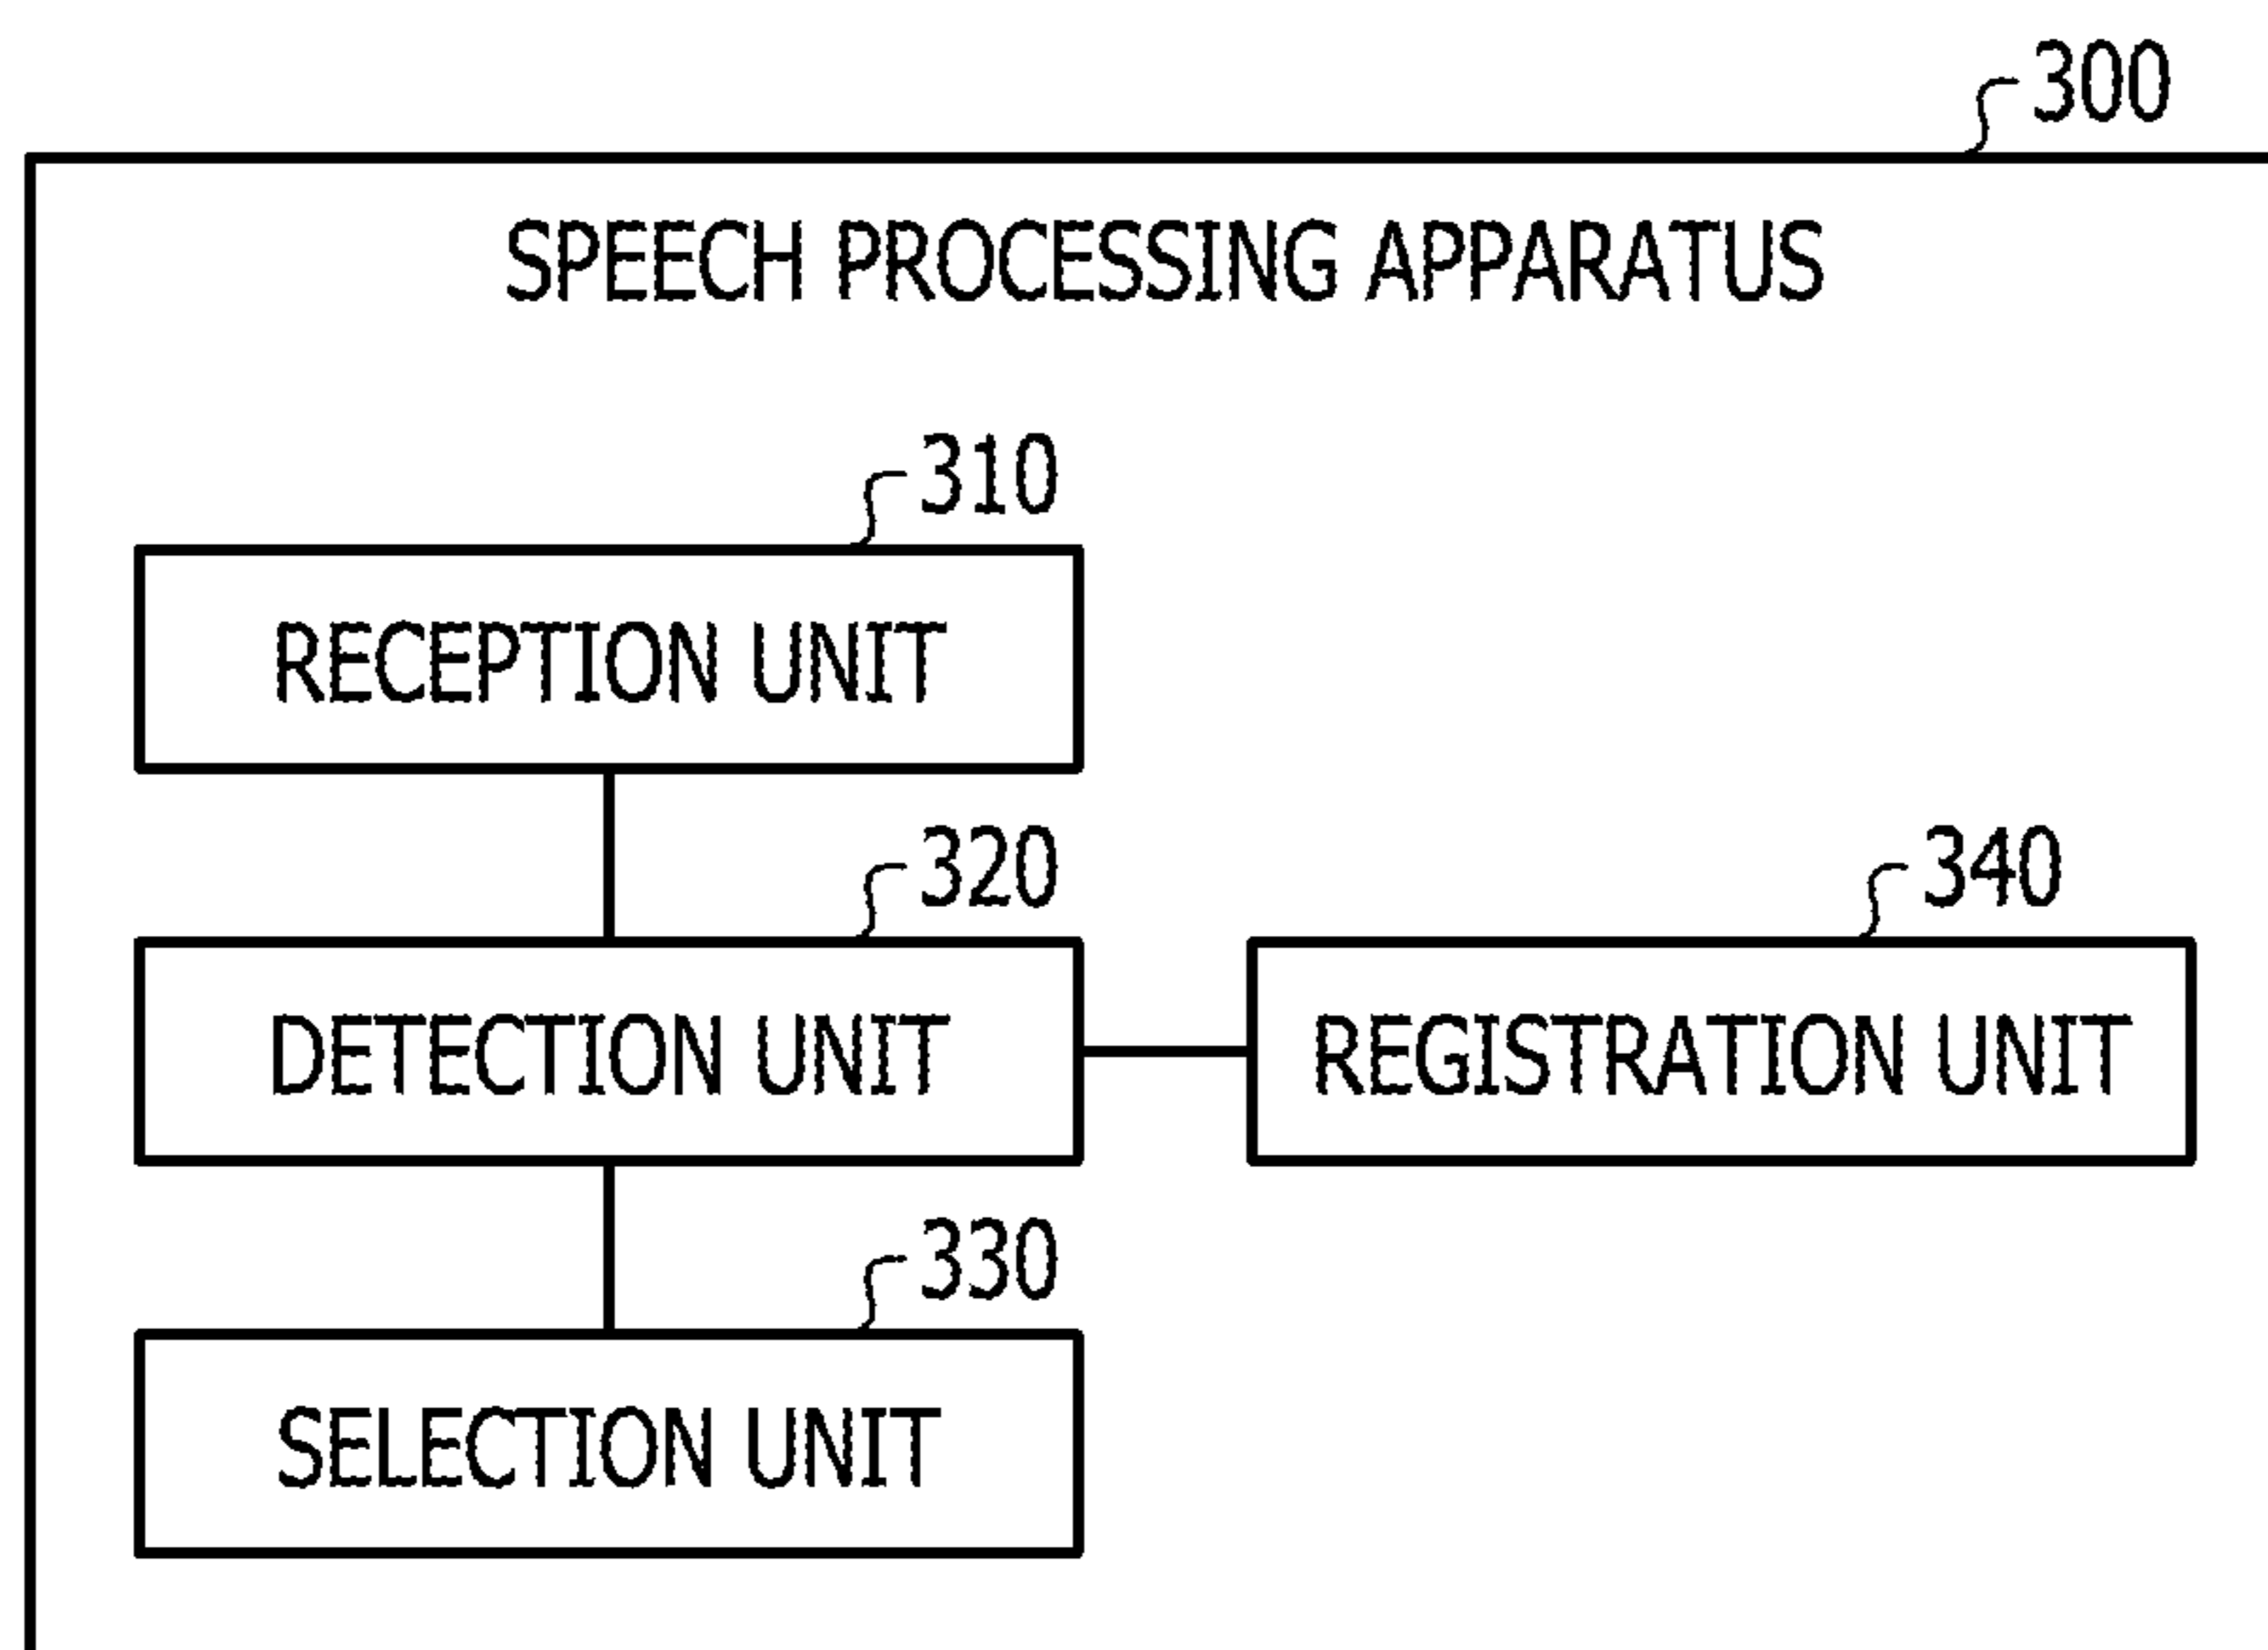 300
SPEECH PROCESSING APPARATUS
310
RECEPTION UNIT
320
340
DETECTION UNIT
REGISTRATION UNIT
330
SELECTION UNIT